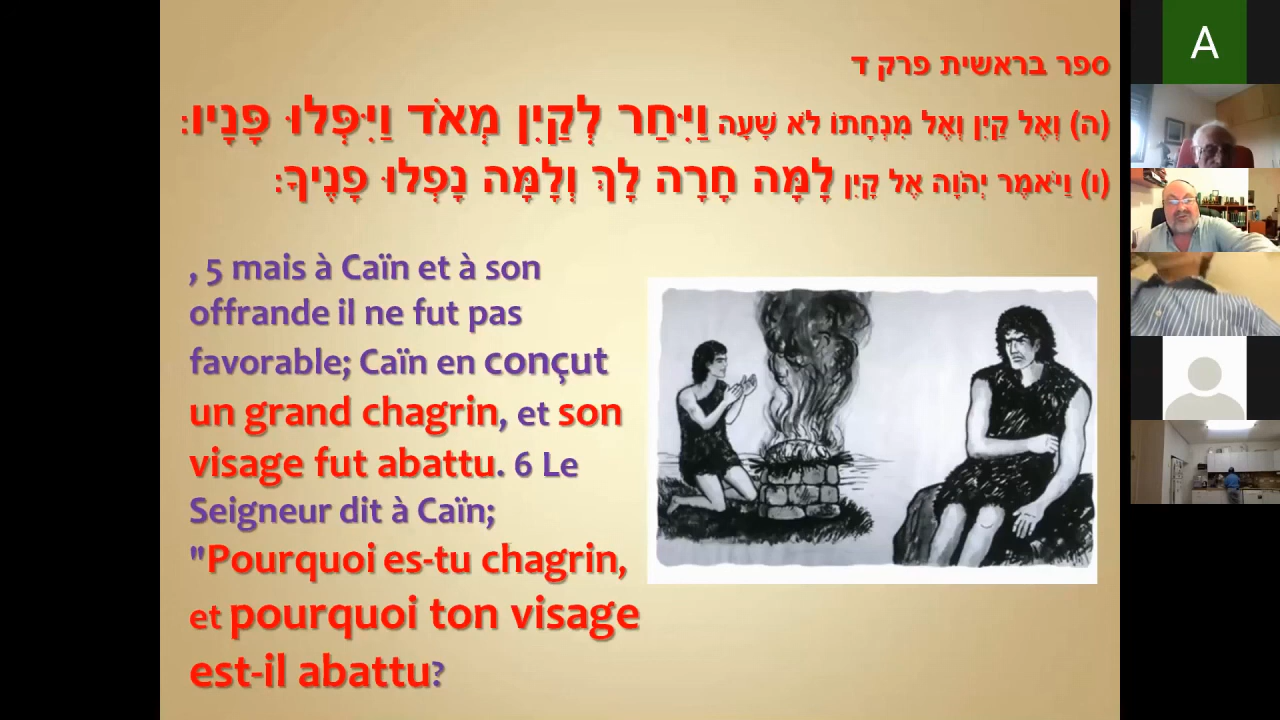 ספר בראשית פרק ד
(ה) וְאֶל קַיִן וְאֶל מִנְחָתוֹ לֹא שָׁעָה וַיִּחַר לְקַיִן מְאֹד וַיִּפְּלוּ פָּנָיו:
(ו) וַיֹּאמֶר יְהוָה אֶל קָיִן לָמָּה חָרָה לָךְ וְלָמָּה נָפְלוּ פָנֶיךָ:
, 5 mais à Caïn et à son
offrande il ne fut pas
favorable; Caïn en conçut
un grand chagrin, et son
visage fut abattu. 6 Le
Seigneur dit à Caïn;
"Pourquoi es-tu chagrin,
et pourquoi ton visage
est-il abattu?
A